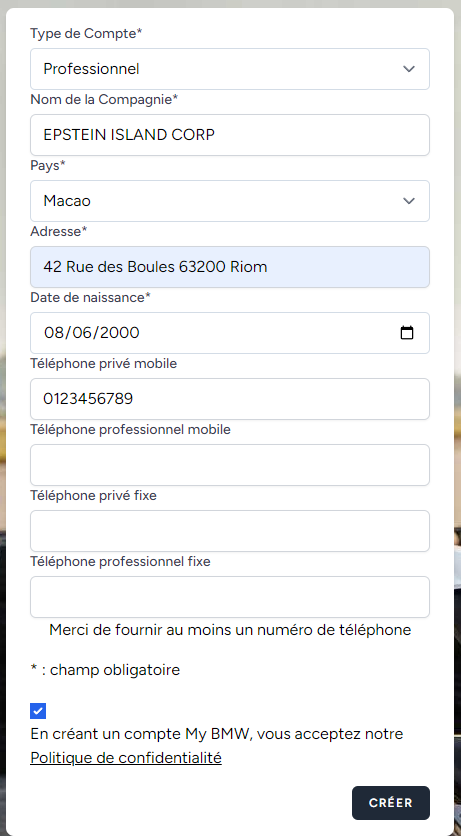 Type de Compte*
Professionnel
Nom de la Compagnie*
EPSTEIN ISLAND CORP
Pays*
Macao
Adresse*
42 Rue des Boules 63200 Riom
Date de naissance*
08/06/2000
Téléphone privé mobile
0123456789
Téléphone professionnel mobile
Téléphone privé fixe
Téléphone professionnel fixe
Merci de fournir au moins un numéro de téléphone
* : champ obligatoire
En créant un compte My BMW, vous acceptez notre
Politique de confidentialité
CRÉER